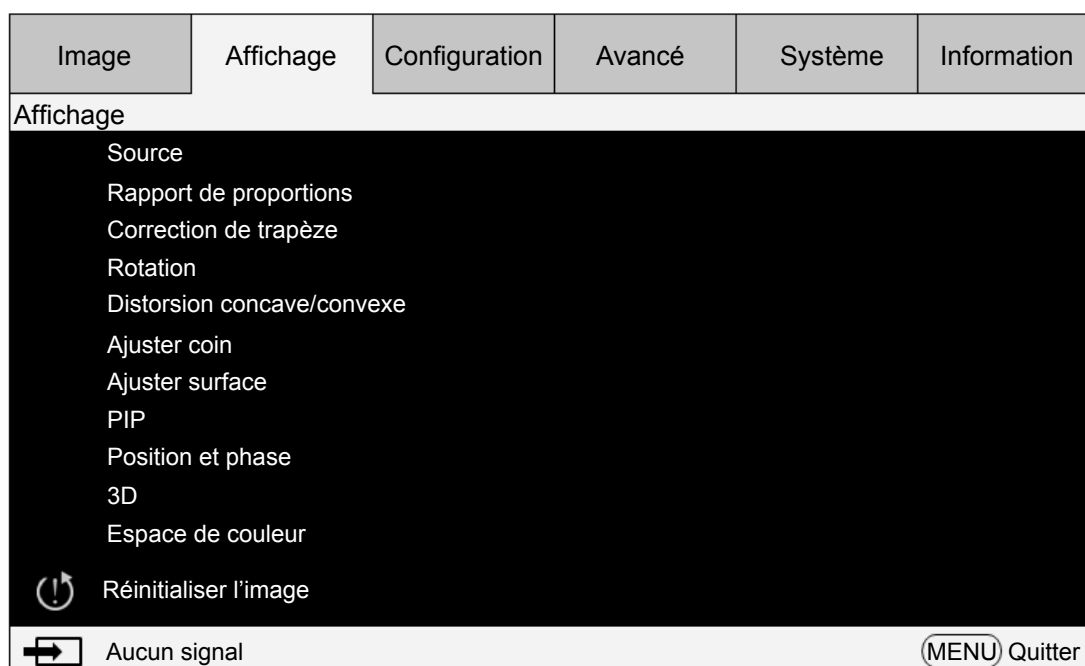 Image Affichage Configuration Avancé Système Information
Affichage
Source
Rapport de proportions
Correction de trapèze
Rotation
Distorsion concave/convexe
Ajuster coin
Ajuster surface
PIP
Position et phase
3D
Espace de couleur
Réinitialiser l’image
Aucun signal MENU Quitter